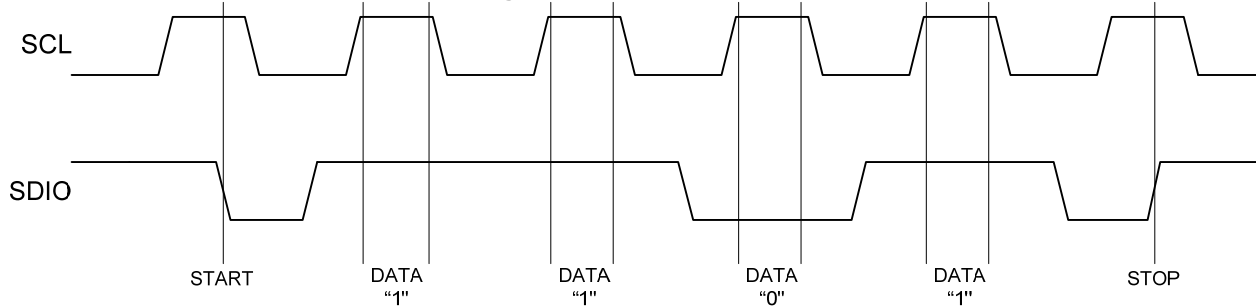 SCL
SDIO
START
DATA
“1"
DATA
“1"
DATA
“0"
DATA
“1"
STOP